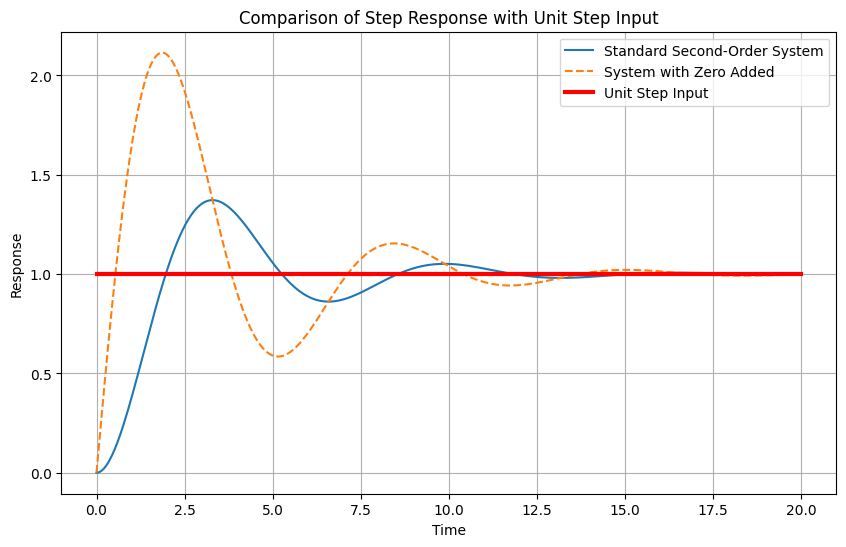 Comparison of Step Response with Unit Step Input
Standard Second-Order System
System with Zero Added
Unit Step Input
Response
2.0
1.5
1.0
0.5
0.0
0.0 2.5 5.0 7.5 10.0 12.5 15.0 17.5 20.0
Time